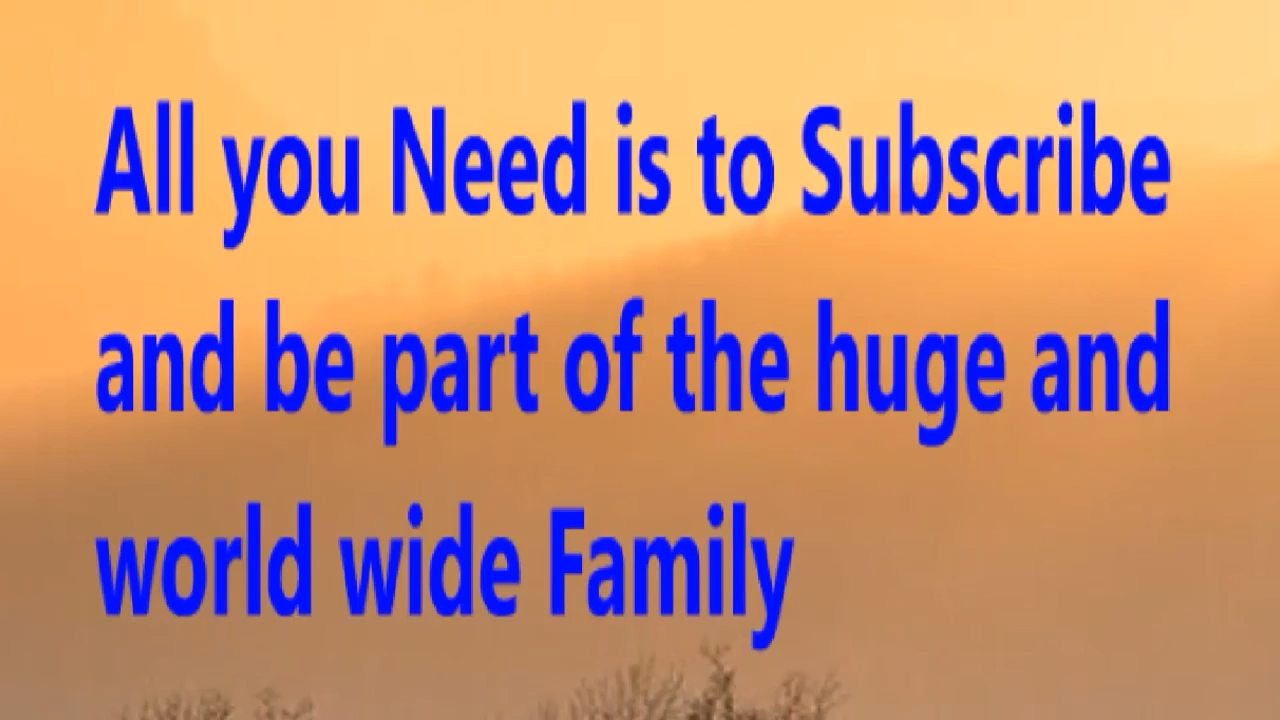 All you Need is to Subscribe
and be part of the huge and
world wide Family